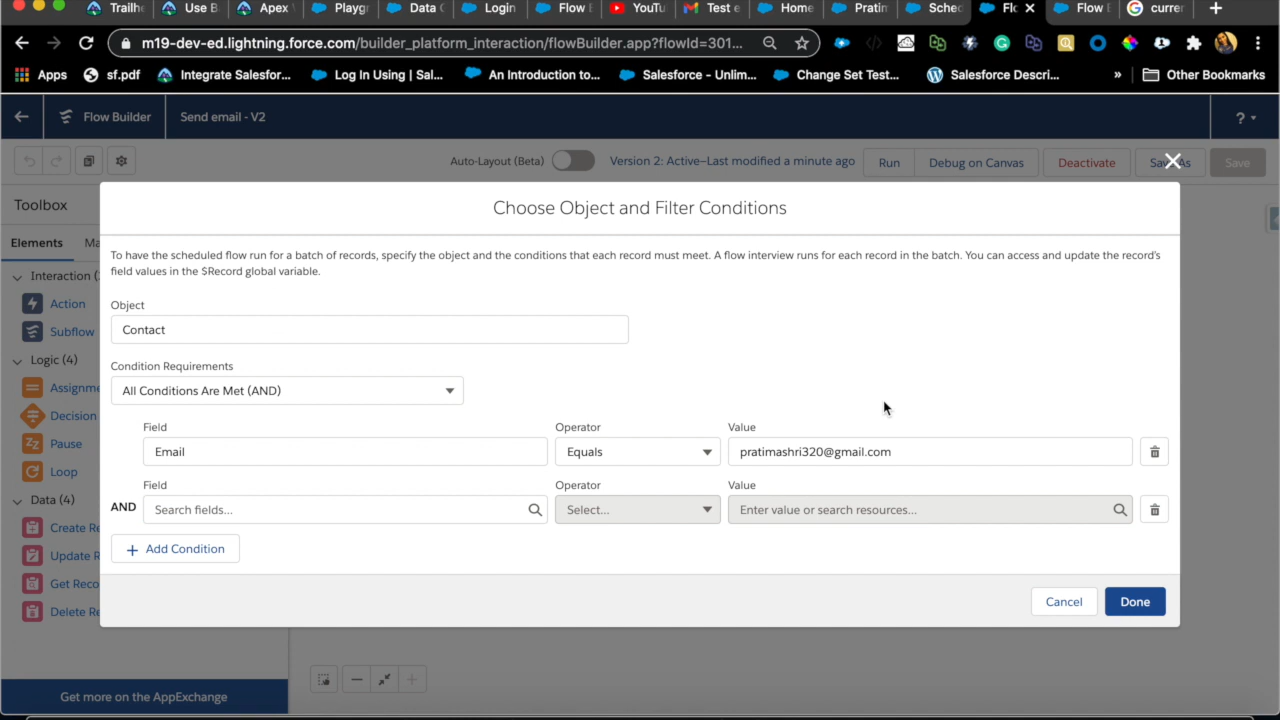 Trailhe
Use B
Apex
Playgr
Data C
Login
Flow B
YouTu
Test e
Home
Pratim
Sched
Flo
Flow B
curren
m19-dev-ed.lightning.force.com/builder_platform_interaction/flowBuilder.app?flowId=301...
Apps
sf.pdf
Integrate Salesfor...
Log In Using | Sal...
An Introduction to...
Salesforce – Unlim...
Change Set Test...
Salesforce Descri...
»
Other Bookmarks
Flow Builder
Send email - V2
?
Auto-Layout (Beta)
Version 2: Active–Last modified a minute ago
Run
Debug on Canvas
Deactivate
Save As
Save
Toolbox
Choose Object and Filter Conditions
Elements
Ma
To have the scheduled flow run for a batch of records, specify the object and the conditions that each record must meet. A flow interview runs for each record in the batch. You can access and update the record's
field values in the $Record global variable.
Interaction (
Action
Object
Subflow
Contact
Logic (4)
Condition Requirements
Assignme
All Conditions Are Met (AND)
Decision
Field
Operator
Value
Pause
Email
Equals
pratimashri320@gmail.com
Loop
Field
Operator
Value
Data (4)
AND
Search fields...
Select...
Enter value or search resources...
Create Re
+ Add Condition
Update R
Get Reco
Cancel
Done
Delete Re
Get more on the AppExchange